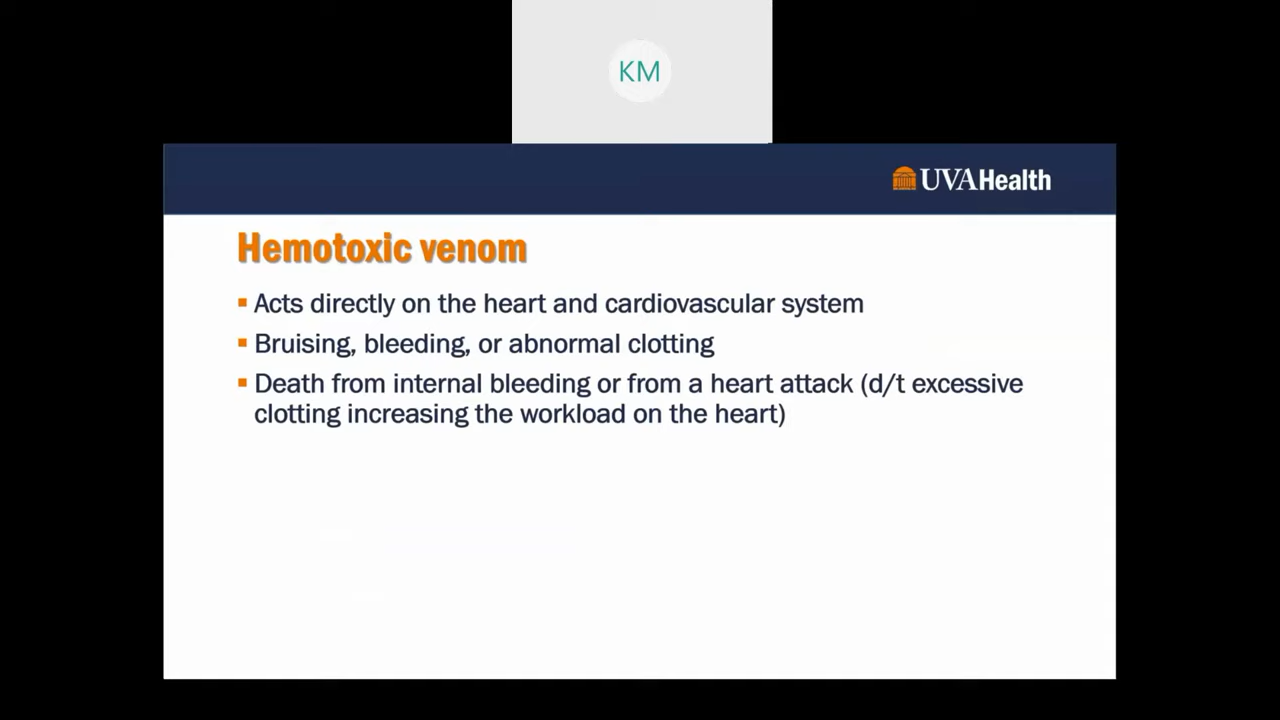 KM
UVAHealth
Hemotoxic venom
▪ Acts directly on the heart and cardiovascular system
▪ Bruising, bleeding, or abnormal clotting
▪ Death from internal bleeding or from a heart attack (d/t excessive
clotting increasing the workload on the heart)